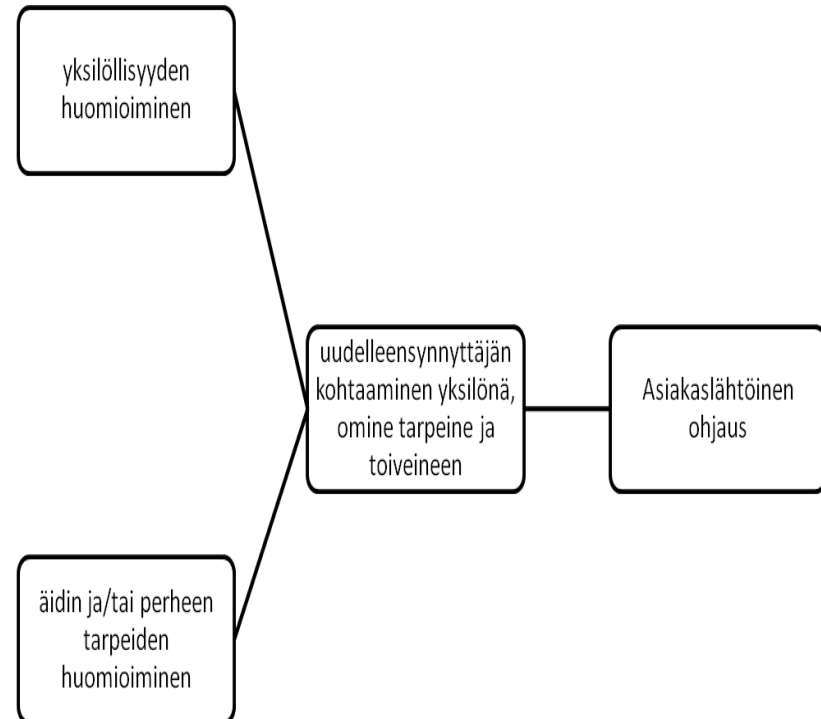 yksilöllisyyden
huomioiminen
uudelleensynnyttäjän
kohtaaminen yksilönä,
omine tarpeine ja
toiveineen
Asiakaslähtöinen
ohjaus
äidin ja/tai perheen
tarpeiden
huomioiminen